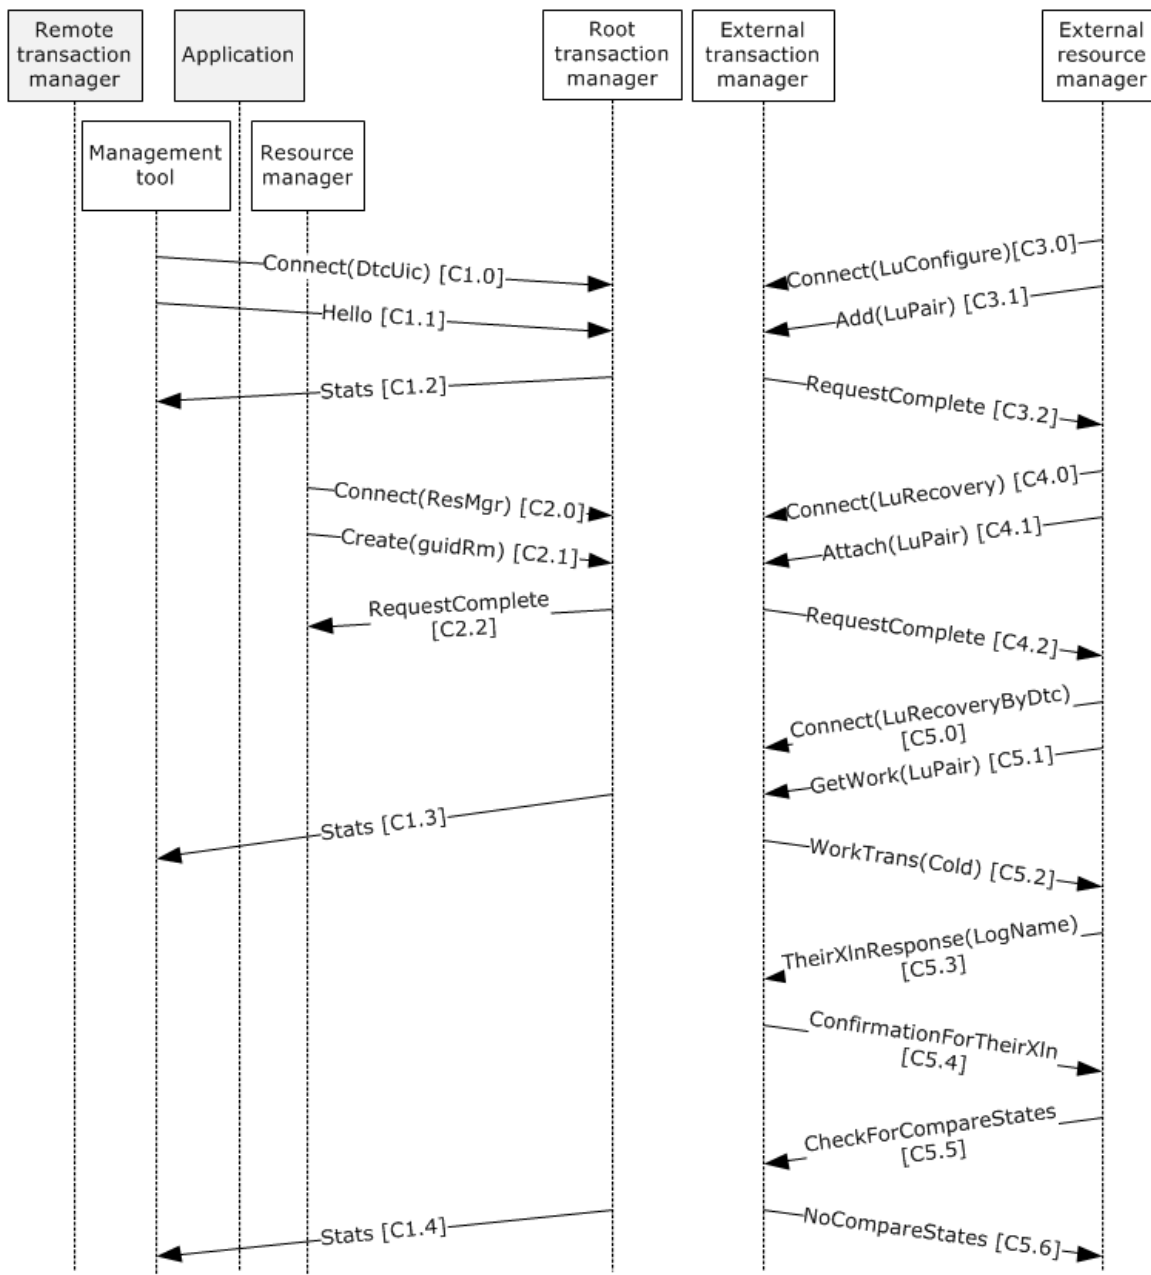 Remote
transaction
manager
Application
Root
transaction
manager
External
transaction
manager
External
resource
manager
Management
tool
Resource
manager
Connect(DtcUic) [C1.0]
Connect(LuConfigure)[C3.0]
Hello [C1.1]
Add(LuPair) [C3.1]
Stats [C1.2]
RequestComplete [C3.2]
Connect(ResMgr) [C2.0]
Connect(LuRecovery) [C4.0]
Create(guidRm) [C2.1]
Attach(LuPair) [C4.1]
RequestComplete
[C2.2]
RequestComplete [C4.2]
Connect(LuRecoveryByDtc)
[C5.0]
GetWork(LuPair) [C5.1]
Stats [C1.3]
WorkTrans(Cold) [C5.2]
TheirXlnResponse(LogName)
[C5.3]
ConfirmationForTheirXln
[C5.4]
CheckForCompareStates
[C5.5]
Stats [C1.4]
NoCompareStates [C5.6]